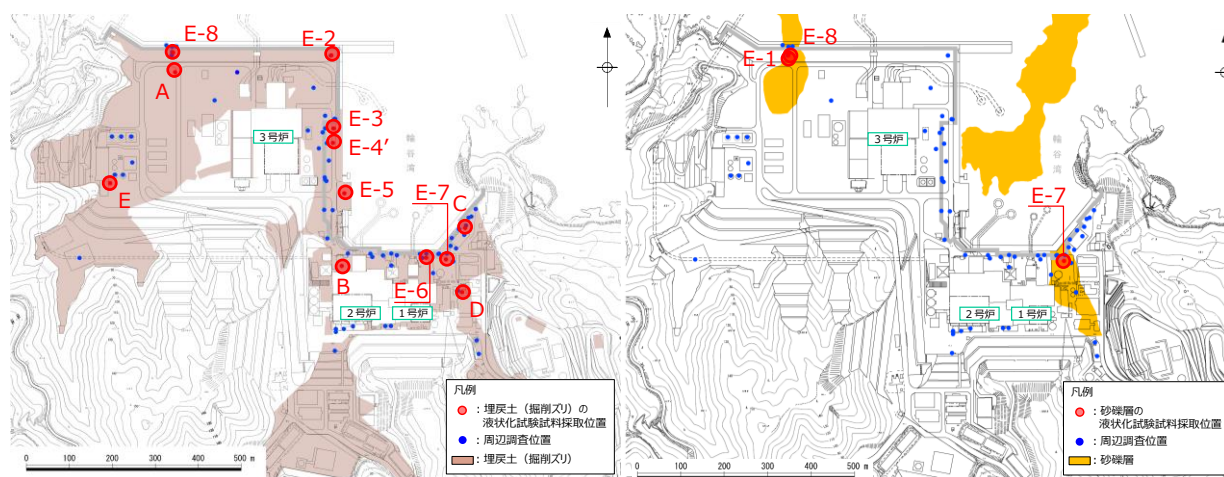 E-8
E-2
A
E-3
3号炉
E-4’
輪谷湾
E-5
E
E-7
C
B
E-6
D
2号炉
1号炉
凡例
：埋戻土（掘削ズリ）の
液状化試験試料採取位置
：周辺調査位置
：埋戻土（掘削ズリ）
0 100 200 300 400 500 m
E-8
E-1
3号炉
輪谷湾
E-7
2号炉
1号炉
凡例
：砂礫層の
液状化試験試料採取位置
：周辺調査位置
：砂礫層
0 100 200 300 400 500 m